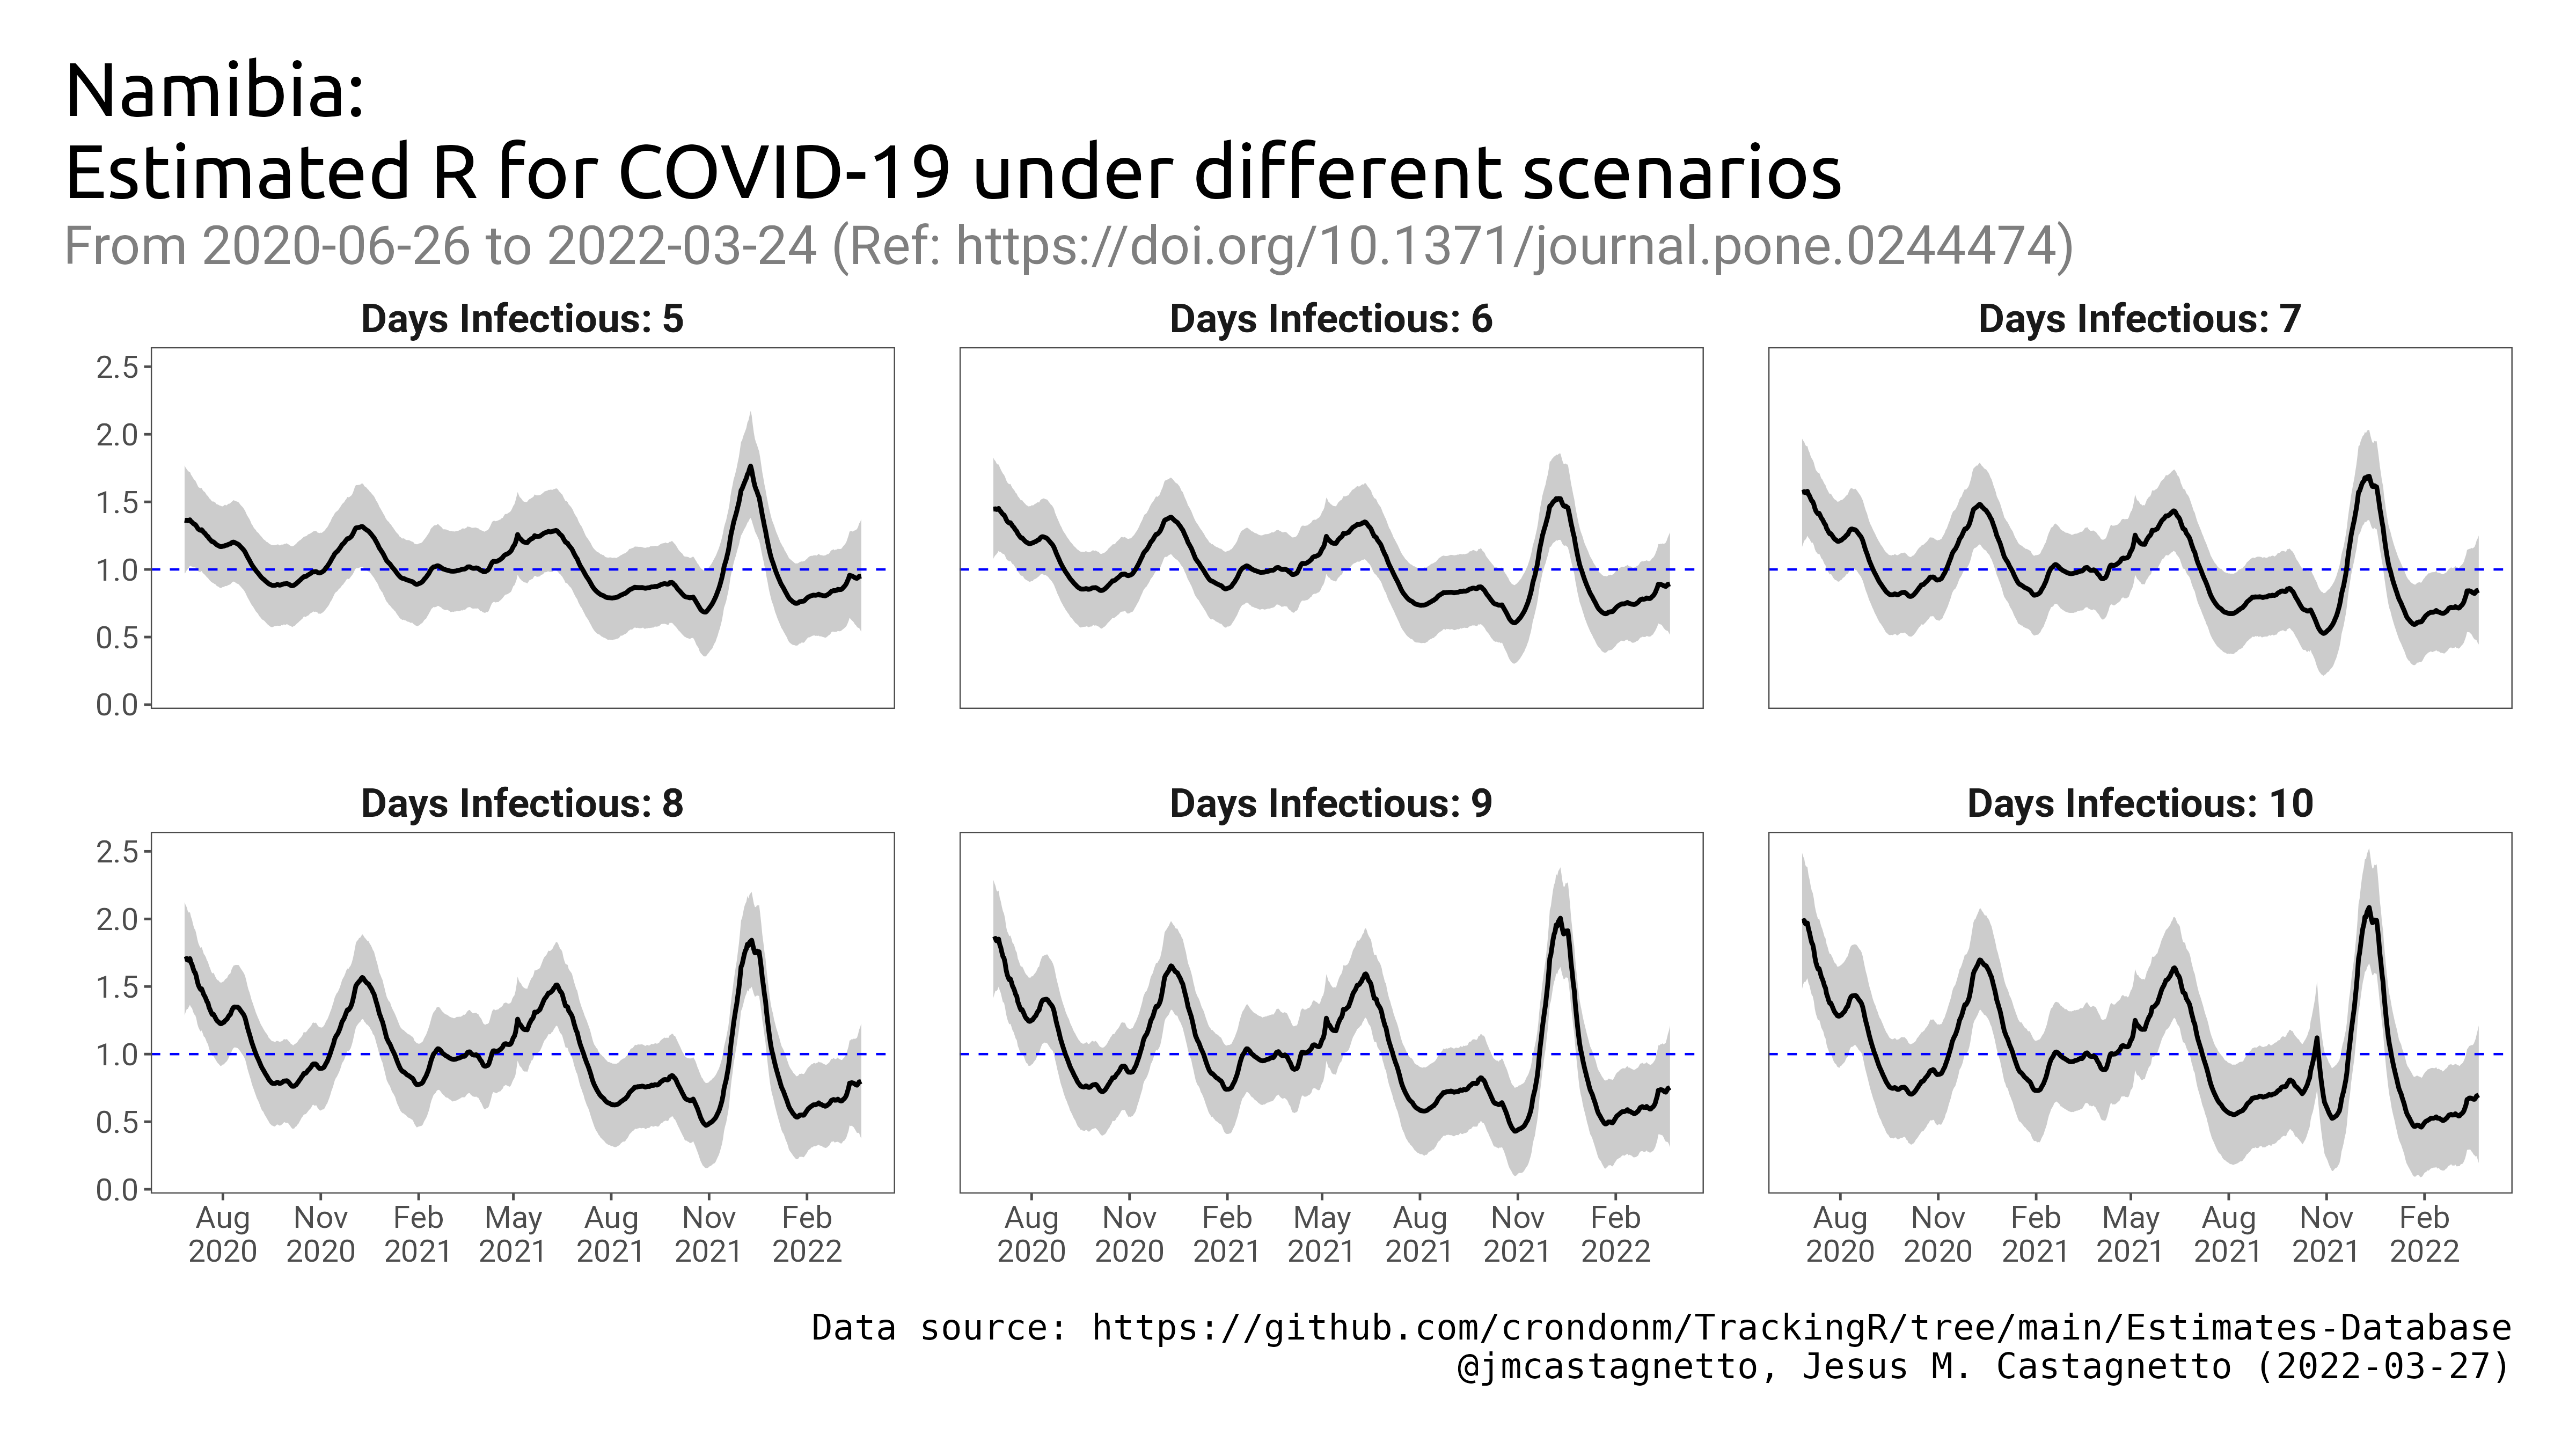 Namibia:
Estimated R for COVID-19 under different scenarios
From 2020-06-26 to 2022-03-24 (Ref: https://doi.org/10.1371/journal.pone.0244474)
Days Infectious: 5
Days Infectious: 6
Days Infectious: 7
2.5
2.0
1.5
1.0
0.5
0.0
Days Infectious: 8
Days Infectious: 9
Days Infectious: 10
2.5
2.0
1.5
1.0
0.5
0.0
Aug Nov Feb May Aug Nov Feb
2020 2020 2021 2021 2021 2021 2022
Aug Nov Feb May Aug Nov Feb
2020 2020 2021 2021 2021 2021 2022
Aug Nov Feb May Aug Nov Feb
2020 2020 2021 2021 2021 2021 2022
Data source: https://github.com/crondonm/TrackingR/tree/main/Estimates-Database
@jmcastagnetto, Jesus M. Castagnetto (2022-03-27)